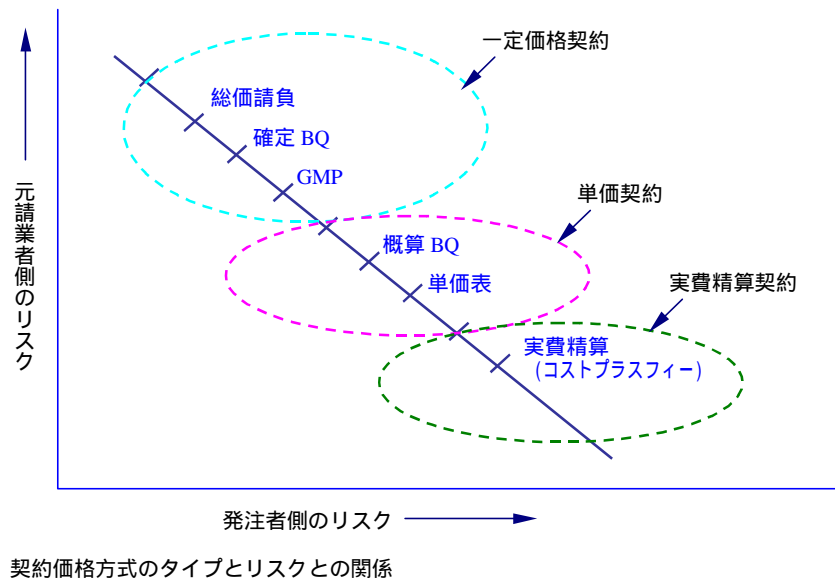 一定価格契約
総価請負
確定 BQ
GMP
単価契約
概算 BQ
単価表
実費精算契約
実費精算
(コストプラスフィー)
元請業者側のリスク
発注者側のリスク
契約価格方式のタイプとリスクとの関係